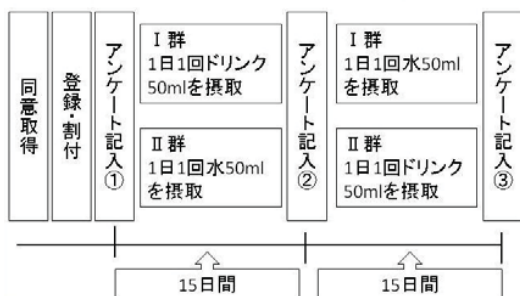 同意取得
登録・割付
アンケート記入①
Ⅰ群
1日1回ドリンク
50mlを摂取
Ⅱ群
1日1回水50ml
を摂取
アンケート記入②
Ⅰ群
1日1回水50ml
を摂取
Ⅱ群
1日1回ドリンク
50mlを摂取
アンケート記入③
15日間
15日間